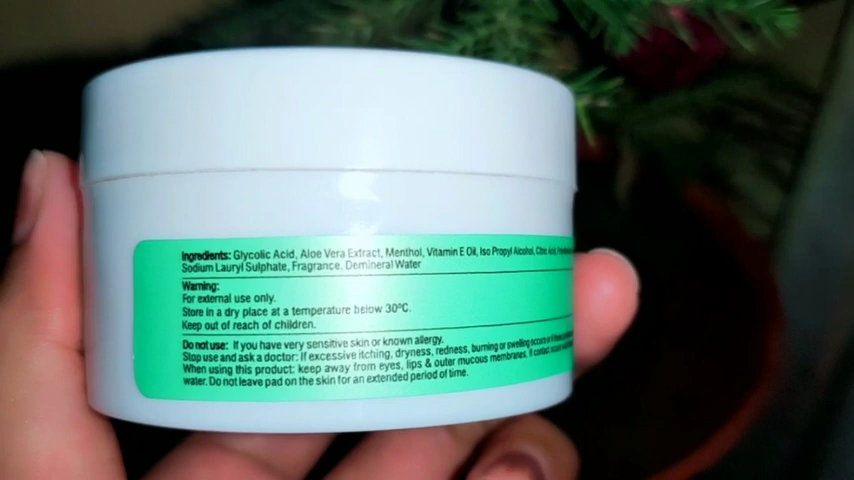 Ingredients: Glycolic Acid, Aloe Vera Extract, Menthol, Vitamin E Oil, Iso Propyl Alcohol, Citric Acid,
Sodium Lauryl Sulphate, Fragrance, Demineral Water
Warning:
For external use only.
Store in a dry place at a temperature below 30°C.
Keep out of reach of children.
Do not use: If you have very sensitive skin or known allergy.
Stop use and ask a doctor: If excessive itching, dryness, redness, burning or swelling occurs or if these
When using this product: keep away from eyes, lips & outer mucous membranes. If contact occurs
water. Do not leave pad on the skin for an extended period of time.